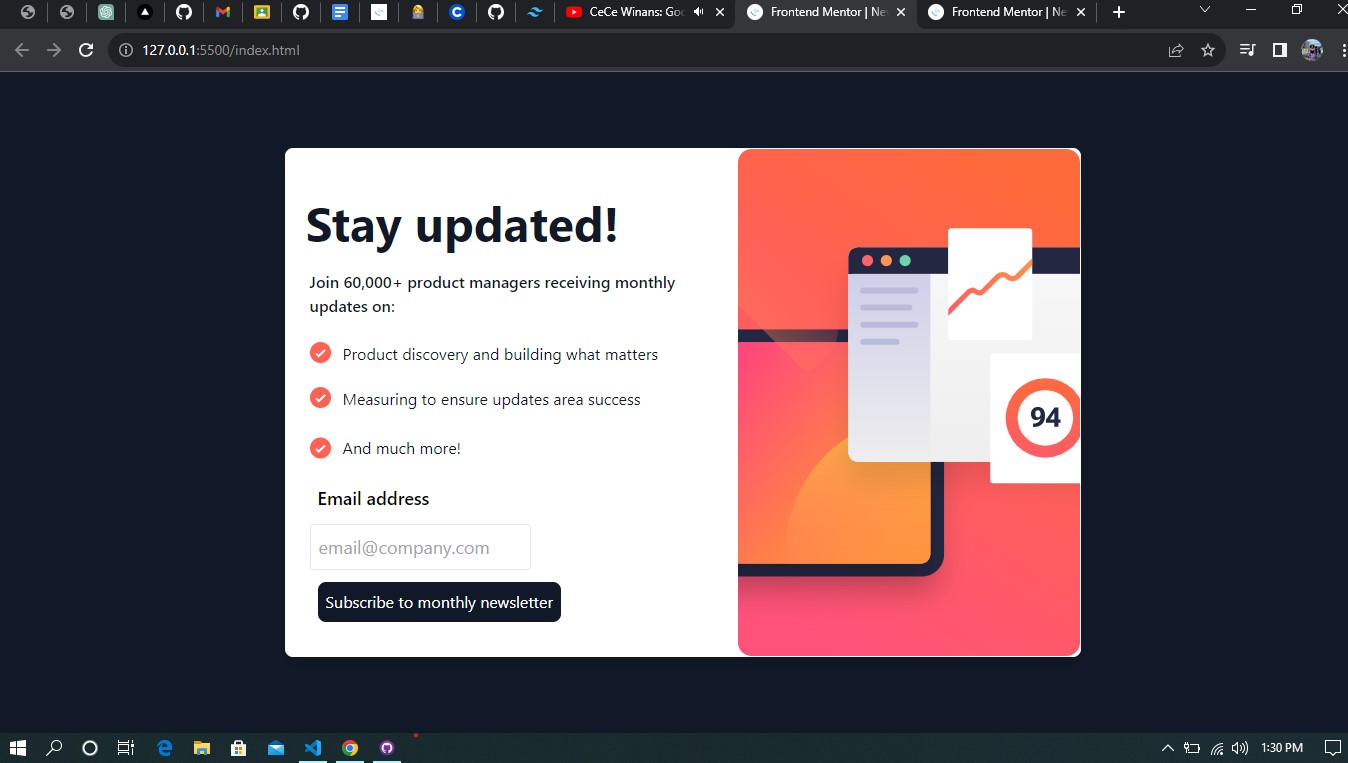 CeCe Winans: Goo
Frontend Mentor | Ne
Frontend Mentor | Ne
127.0.0.1:5500/index.html
Stay updated!
Join 60,000+ product managers receiving monthly
updates on:
Product discovery and building what matters
Measuring to ensure updates area success
And much more!
Email address
email@company.com
Subscribe to monthly newsletter
94
1:30 PM